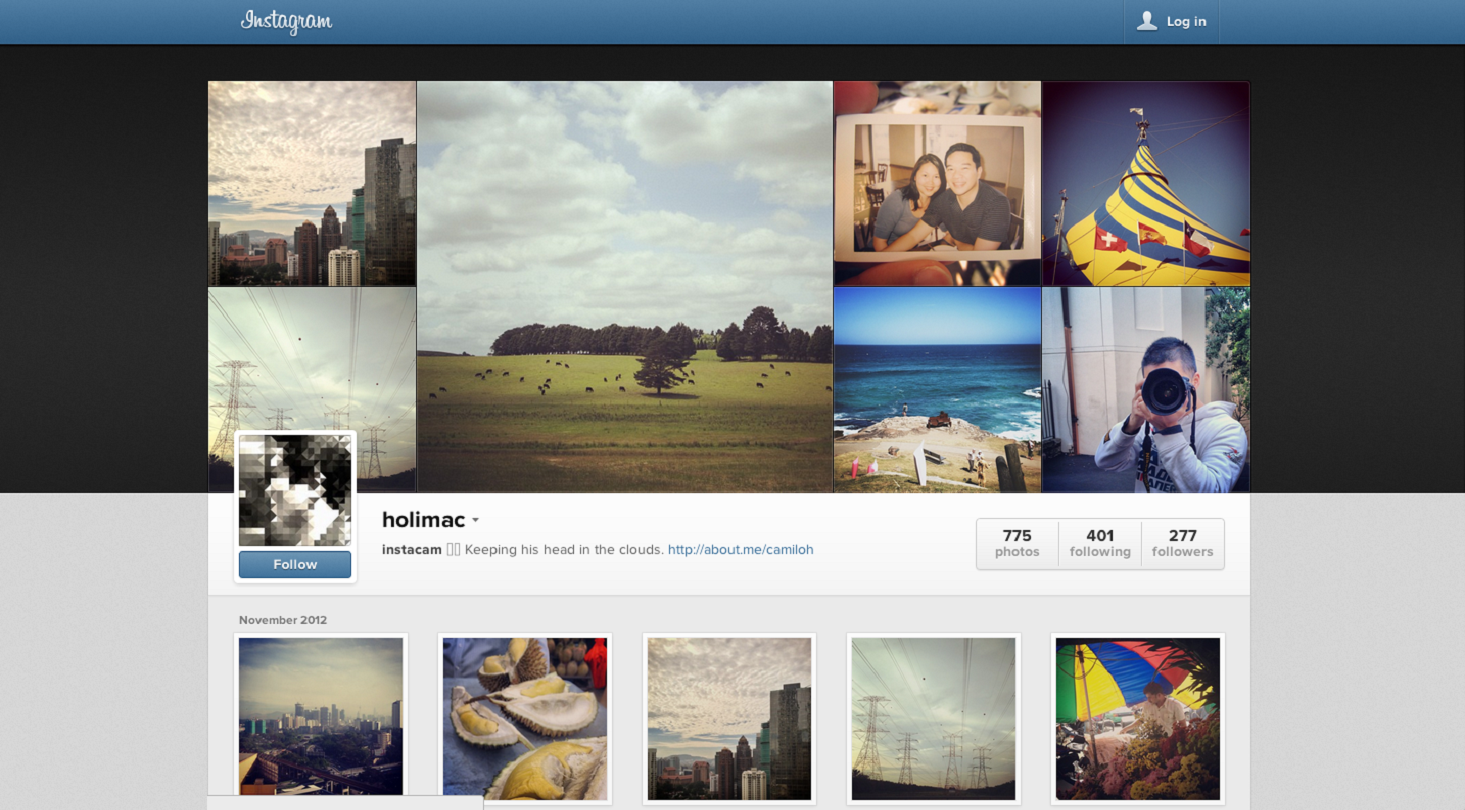 Instagram
Log in
holimac
instacam Keeping his head in the clouds. http://about.me/camiloh
Follow
775 photos
401 following
277 followers
November 2012